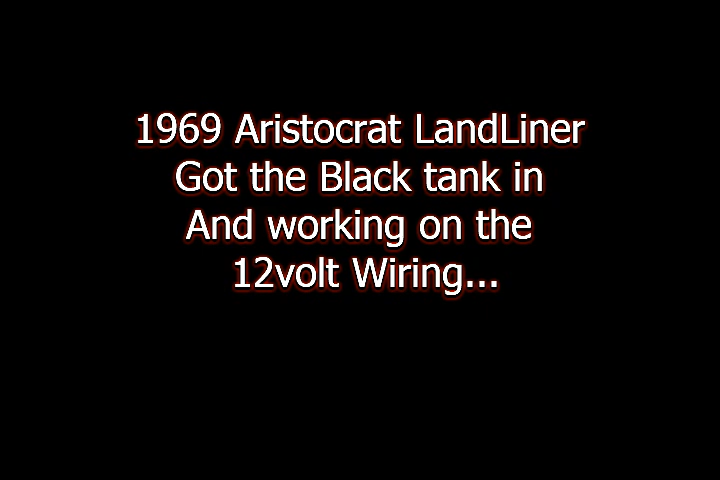 1969 Aristocrat LandLiner
Got the Black tank in
And working on the
12volt Wiring...